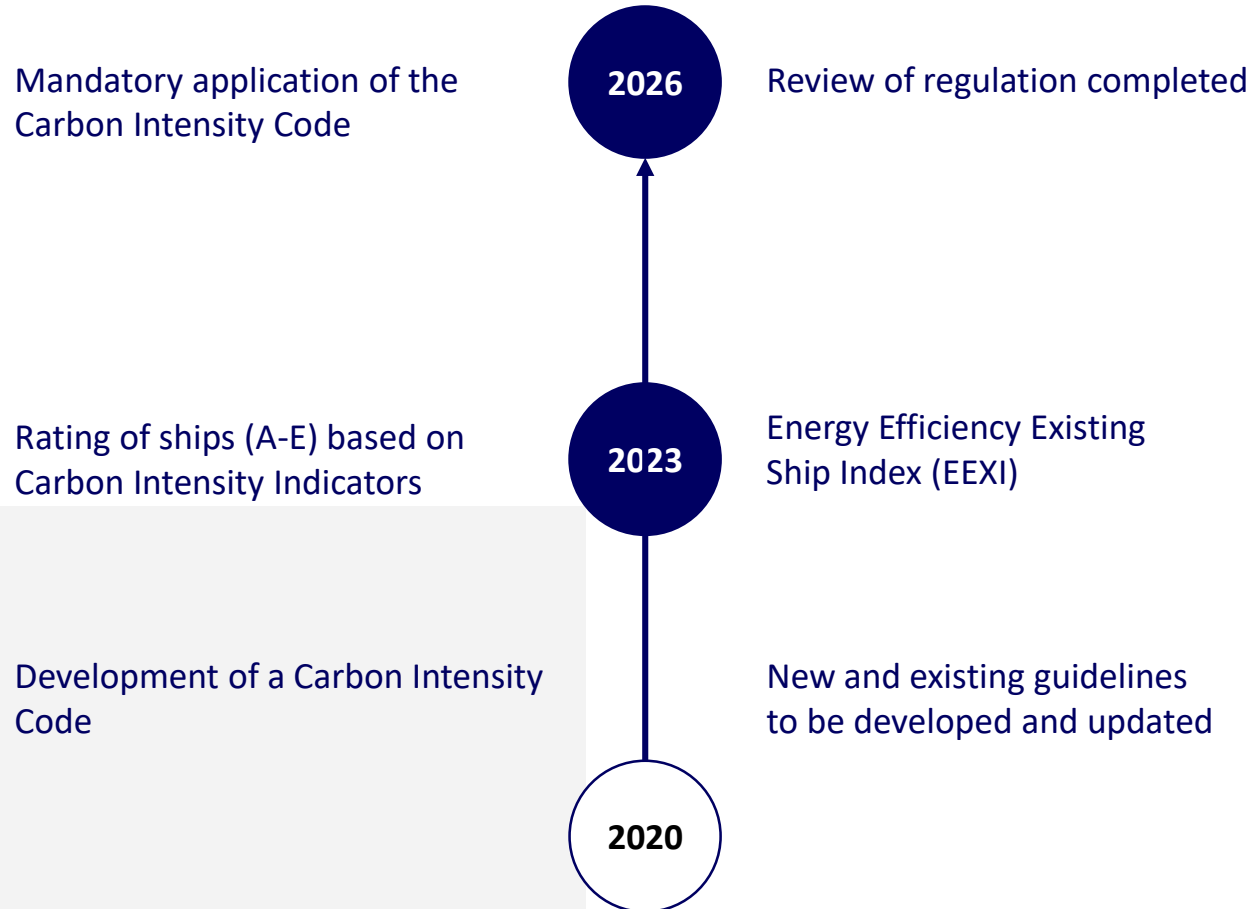 Mandatory application of the
Carbon Intensity Code
2026
Review of regulation completed
Rating of ships (A-E) based on
Carbon Intensity Indicators
2023
Energy Efficiency Existing
Ship Index (EEXI)
Development of a Carbon Intensity
Code
New and existing guidelines
to be developed and updated
2020